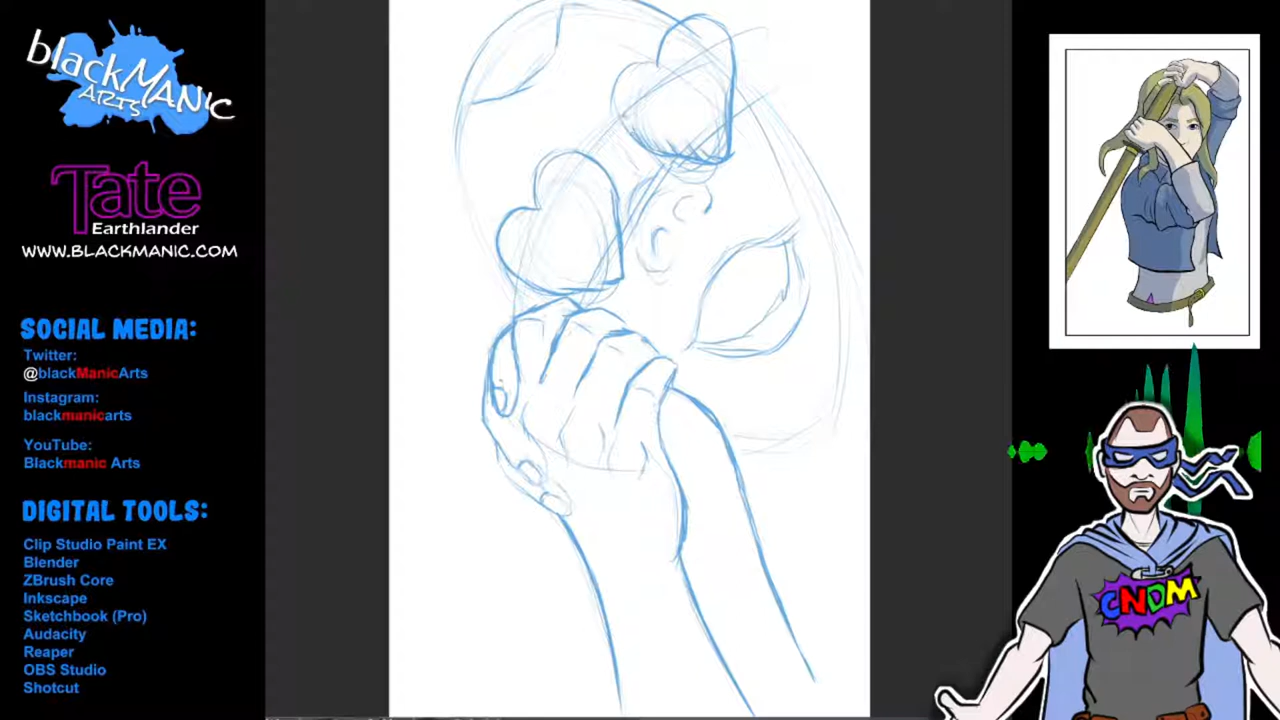 blackMANIC
ARTS
Tate
Earthlander
WWW.BLACKMANIC.COM
SOCIAL MEDIA:
Twitter:
@blackManicArts
Instagram:
blackmanicarts
YouTube:
Blackmanic Arts
DIGITAL TOOLS:
Clip Studio Paint EX
Blender
ZBrush Core
Inkscape
Sketchbook (Pro)
Audacity
Reaper
OBS Studio
Shotcut
CNDM